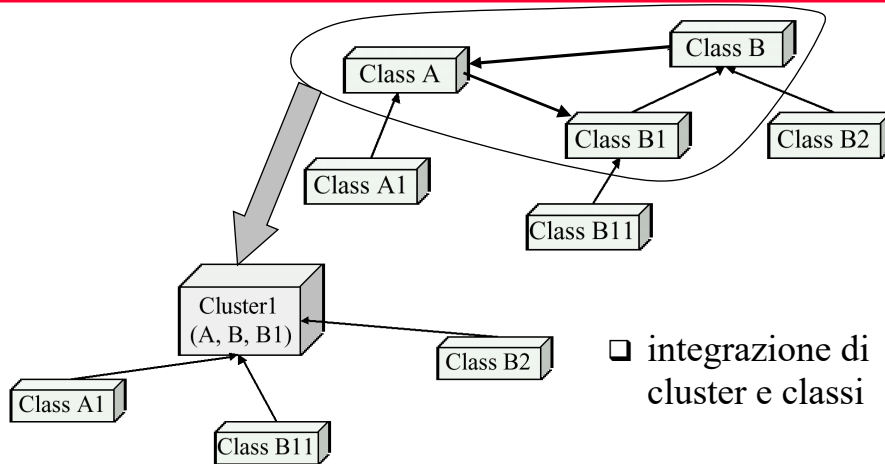 Class B
Class A
Class B1
Class B2
Class A1
Class B11
Cluster1
(A, B, B1)
Class B2
Class A1
Class B11
❑ integrazione di
cluster e classi